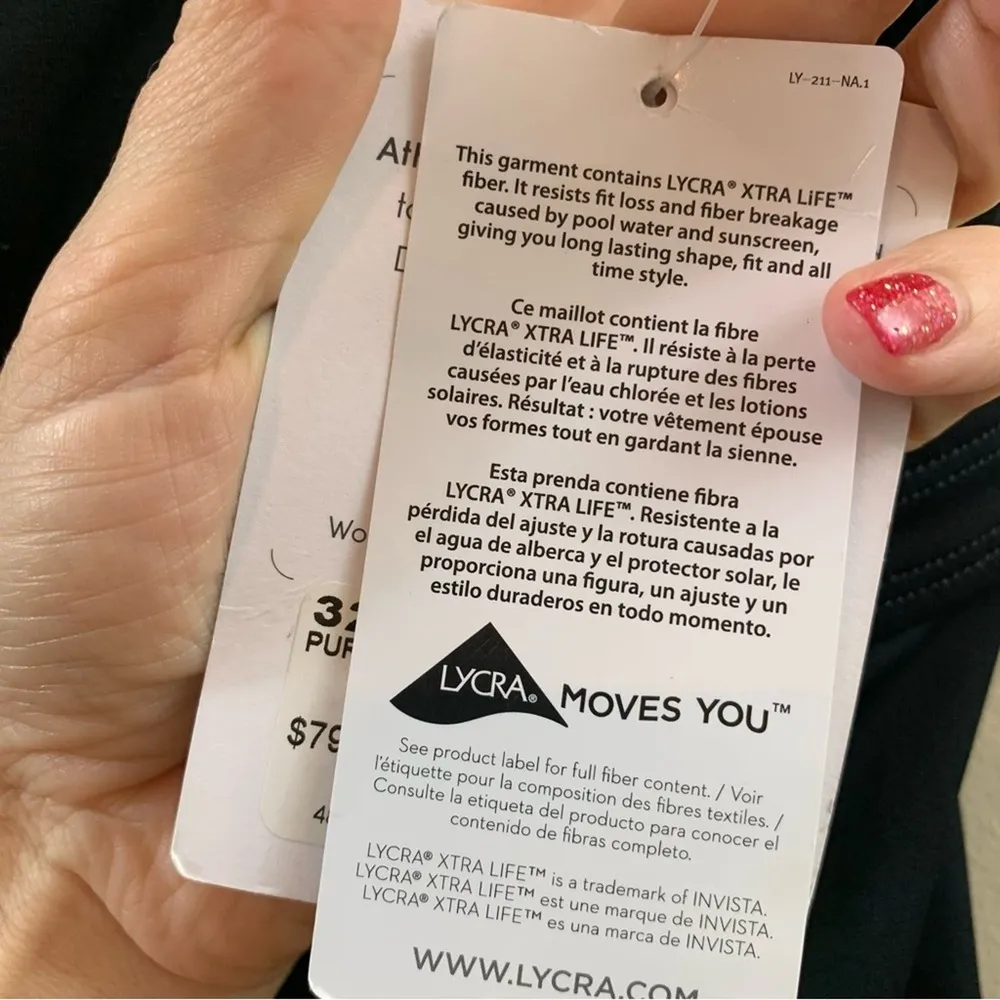 LY-211-NA.1
This garment contains LYCRA® XTRA LiFE™
fiber. It resists fit loss and fiber breakage
caused by pool water and sunscreen,
giving you long lasting shape, fit and all
time style.
Ce maillot contient la fibre
LYCRA® XTRA LIFE™. Il résiste à la perte
d'élasticité et à la rupture des fibres
causées par l'eau chlorée et les lotions
solaires. Résultat : votre vêtement épouse
vos formes tout en gardant la sienne.
Esta prenda contiene fibra
LYCRA® XTRA LIFE™. Resistente a la
pérdida del ajuste y la rotura causadas por
el agua de alberca y el protector solar, le
proporciona una figura, un ajuste y un
estilo duraderos en todo momento.
LYCRA® MOVES YOU™
See product label for full fiber content. / Voir
l'étiquette pour la composition des fibres textiles. /
Consulte la etiqueta del producto para conocer el
contenido de fibras completo.
LYCRA® XTRA LIFE™ is a trademark of INVISTA.
LYCRA® XTRA LIFE™ est une marque de INVISTA.
LYCRA® XTRA LIFE™ es una marca de INVISTA.
WWW.LYCRA.COM